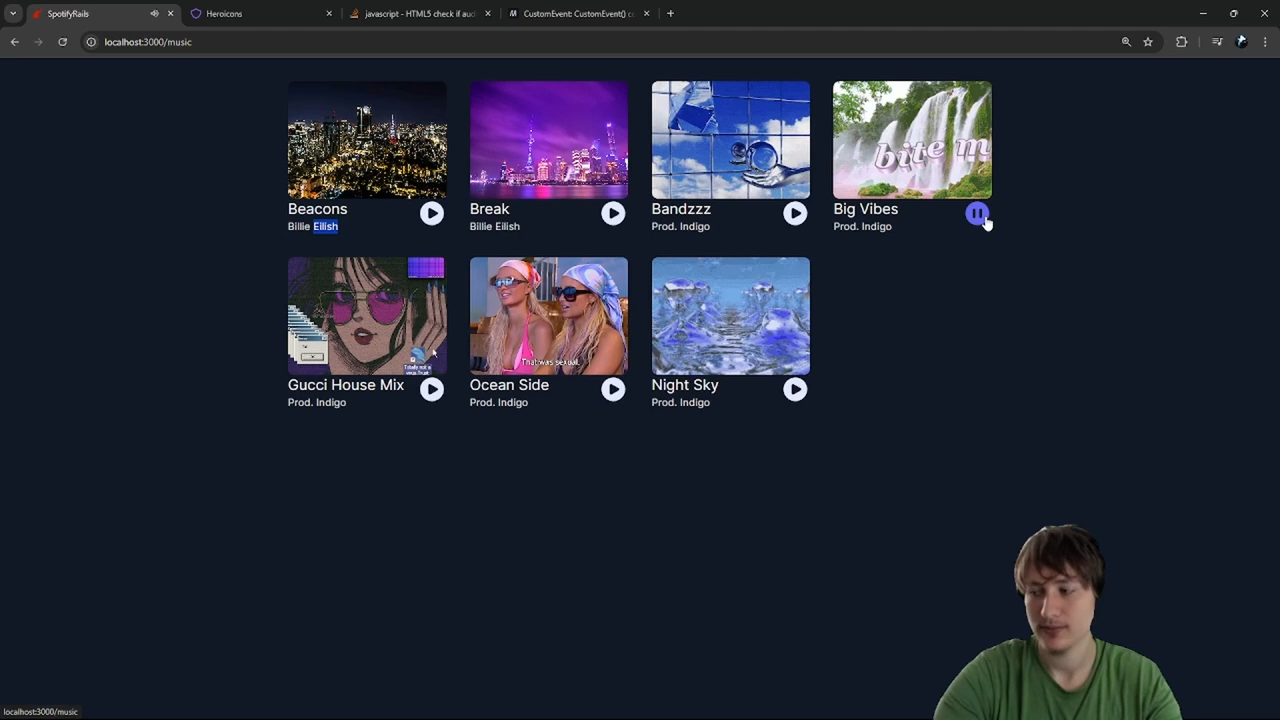 SpotifyRails
Heroicons
javascript - HTML5 check if aud
CustomEvent: CustomEvent() co
localhost:3000/music
bite m
Beacons
Billie Eilish
Break
Billie Eilish
Bandzzz
Prod. Indigo
Big Vibes
Prod. Indigo
That was sexual.
Gucci House Mix
Prod. Indigo
Ocean Side
Prod. Indigo
Night Sky
Prod. Indigo
localhost:3000/music